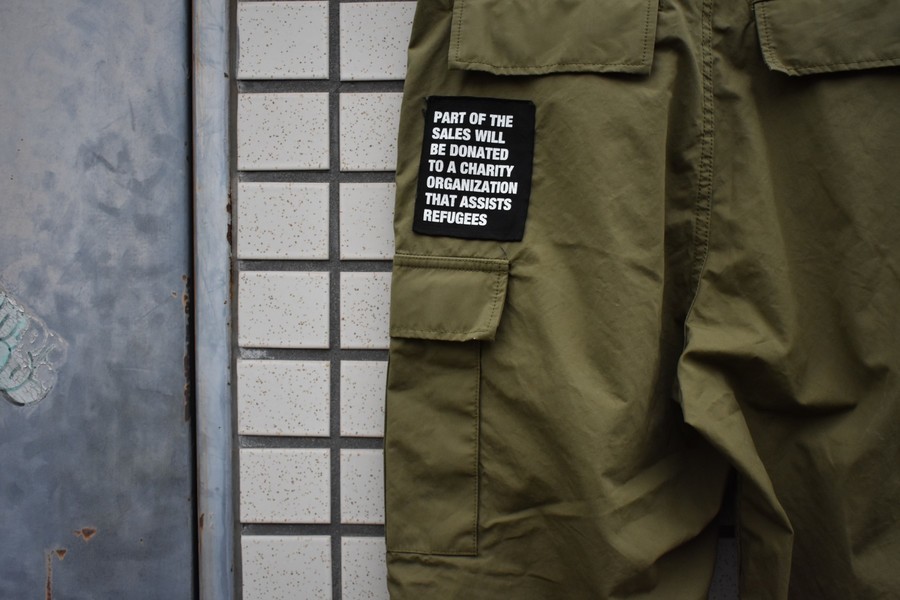 PART OF THE
SALES WILL
BE DONATED
TO A CHARITY
ORGANIZATION
THAT ASSISTS
REFUGEES